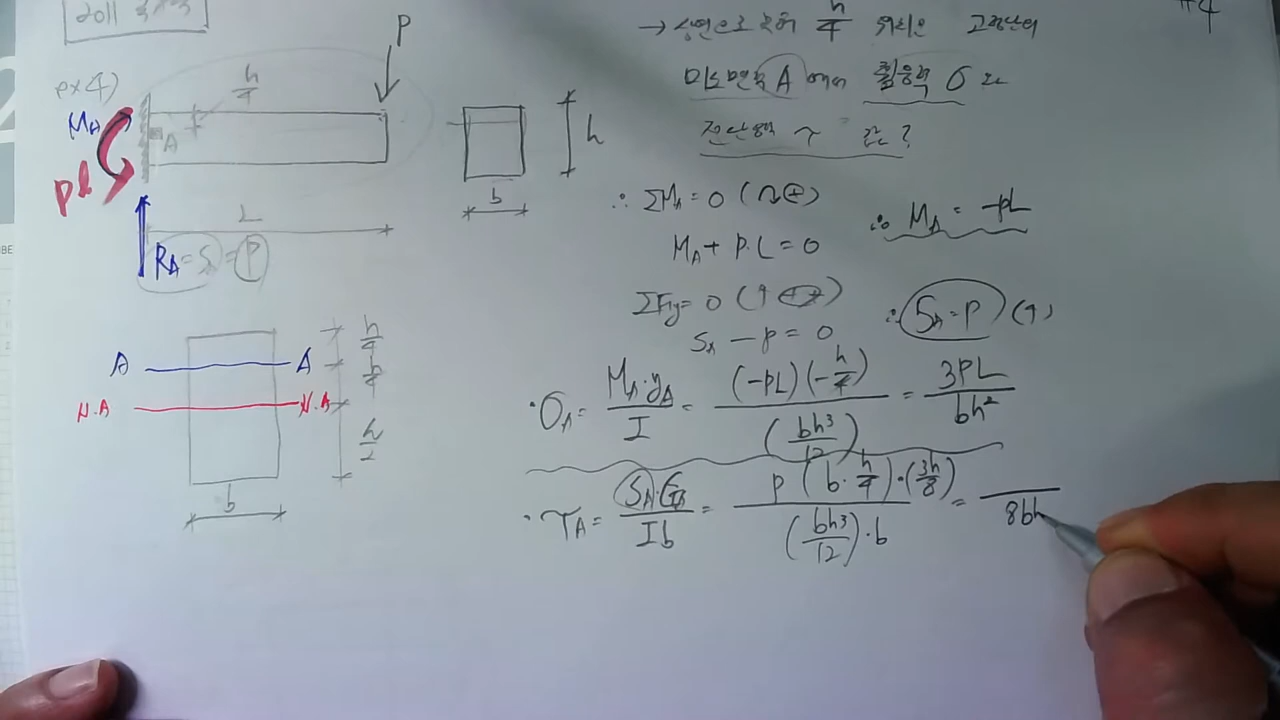 2011
#4
→ 상연으로부터 h/4 위치인 고정단의
미소면적 A 에서 휨응력 σ 와
전단응력 τ 값?
ex4)
P
h/4
MA
A
Pl
L
RA = SA = P
h
b
∴ ΣMA = 0 (⊕)
MA + P·L = 0
∴ MA = -PL
ΣFy = 0 (↑⊕)
SA - P = 0
∴ SA = P (↑)
A A
N.A N.A
h/4
h/4
h/2
b
· σA = MA·yA / I = (-PL)(-h/4) / (bh³/12) = 3PL / bh²
· τA = SA·GA / Ib = P(b·h/4)·(3h/8) / (bh³/12)·b = / 8bh